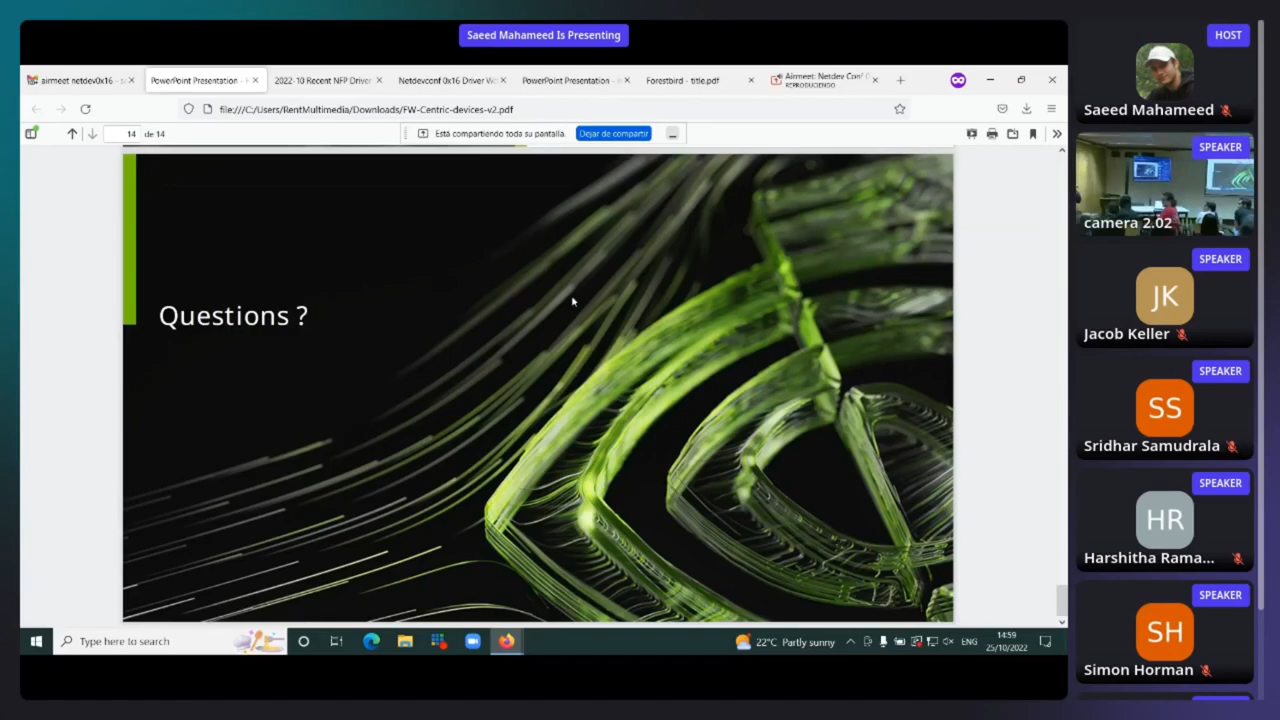 Saeed Mahameed Is Presenting
airmeet netdev0x16 - s
PowerPoint Presentation -
2022-10 Recent NFP Driver
Netdevconf 0x16 Driver W
PowerPoint Presentation -
Forestbird - title.pdf
Airmeet: Netdev Conf
REPRODUCIENDO
file:///C:/Users/RentMultimedia/Downloads/FW-Centric-devices-v2.pdf
14 de 14
Está compartiendo toda su pantalla.
Dejar de compartir
Questions ?
Type here to search
22°C Partly sunny
ENG
14:59
25/10/2022
HOST
Saeed Mahameed
SPEAKER
camera 2.02
SPEAKER
JK
Jacob Keller
SPEAKER
SS
Sridhar Samudrala
SPEAKER
HR
Harshitha Rama...
SPEAKER
SH
Simon Horman